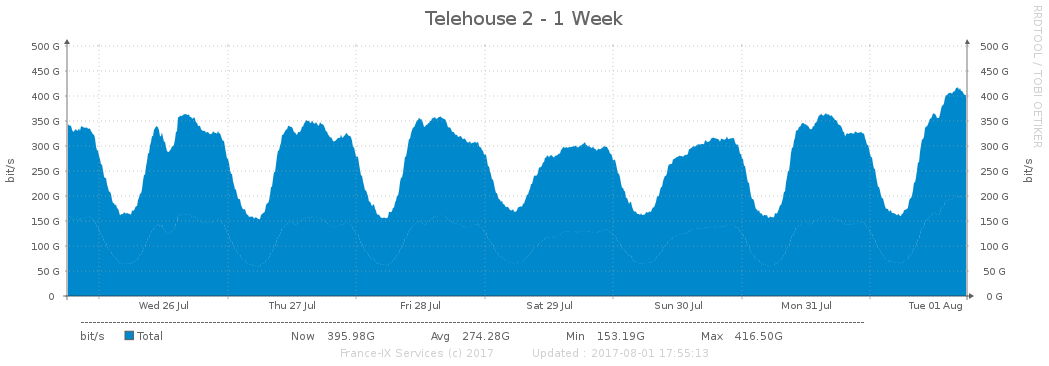 Telehouse 2 - 1 Week
RRDTOOL / TOBI OETIKER
500 G 500 G
450 G 450 G
400 G 400 G
350 G 350 G
300 G 300 G
250 G 250 G
200 G 200 G
150 G 150 G
100 G 100 G
50 G 50 G
0 0 G
bit/s bit/s
Wed 26 Jul Thu 27 Jul Fri 28 Jul Sat 29 Jul Sun 30 Jul Mon 31 Jul Tue 01 Aug
bit/s Total Now 395.98G Avg 274.28G Min 153.19G Max 416.50G
France-IX Services (c) 2017 Updated : 2017-08-01 17:55:13